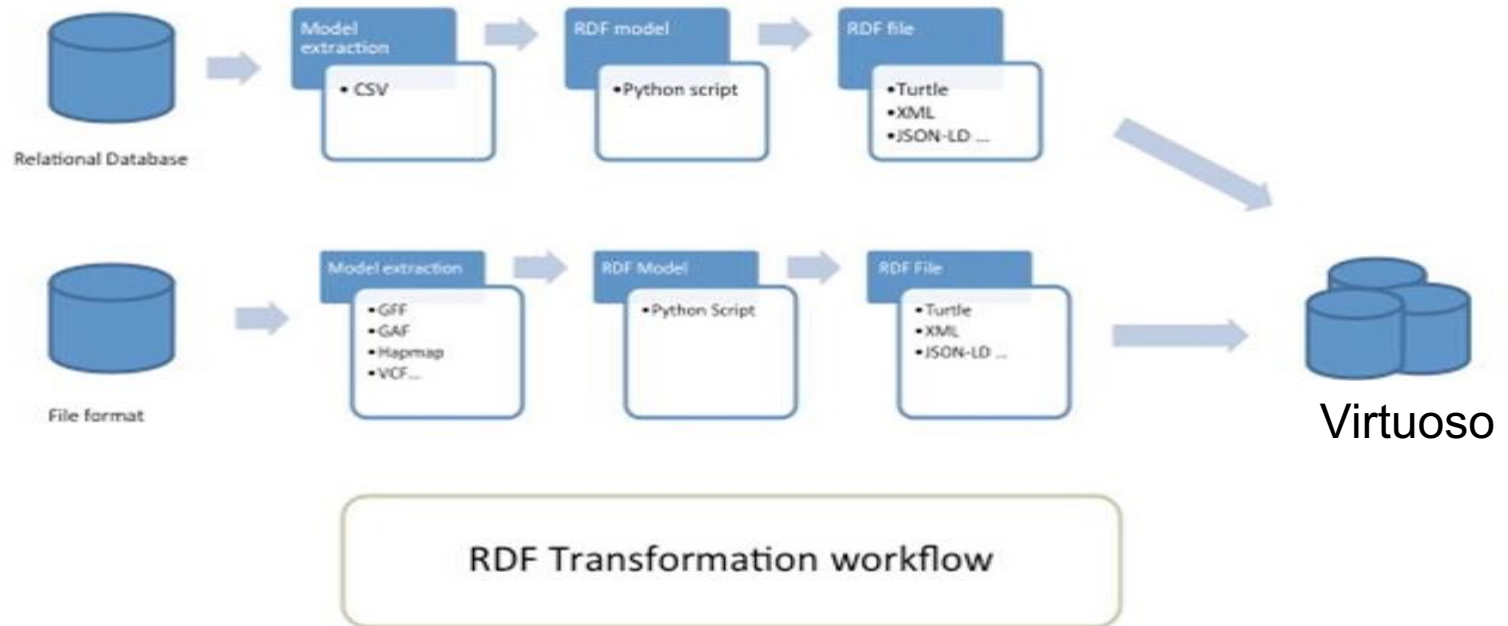 Model
extraction
• CSV
RDF model
•Python script
RDF file
•Turtle
•XML
•JSON-LD ...
Relational Database
Model extraction
•GFF
•GAF
•Hapmap
•VCF...
RDF Model
•Python Script
RDF File
•Turtle
•XML
•JSON-LD ...
File format
Virtuoso
RDF Transformation workflow